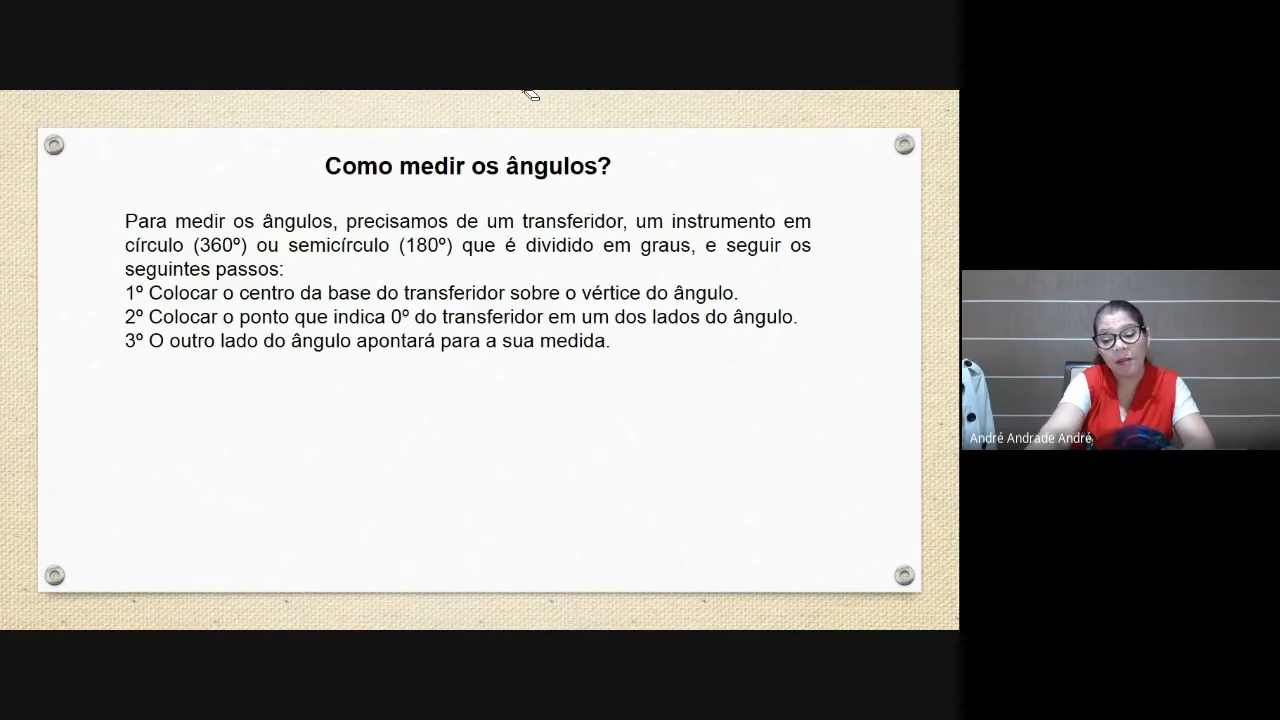 Como medir os ângulos?
Para medir os ângulos, precisamos de um transferidor, um instrumento em
círculo (360º) ou semicírculo (180º) que é dividido em graus, e seguir os
seguintes passos:
1º Colocar o centro da base do transferidor sobre o vértice do ângulo.
2º Colocar o ponto que indica 0º do transferidor em um dos lados do ângulo.
3º O outro lado do ângulo apontará para a sua medida.
André Andrade André